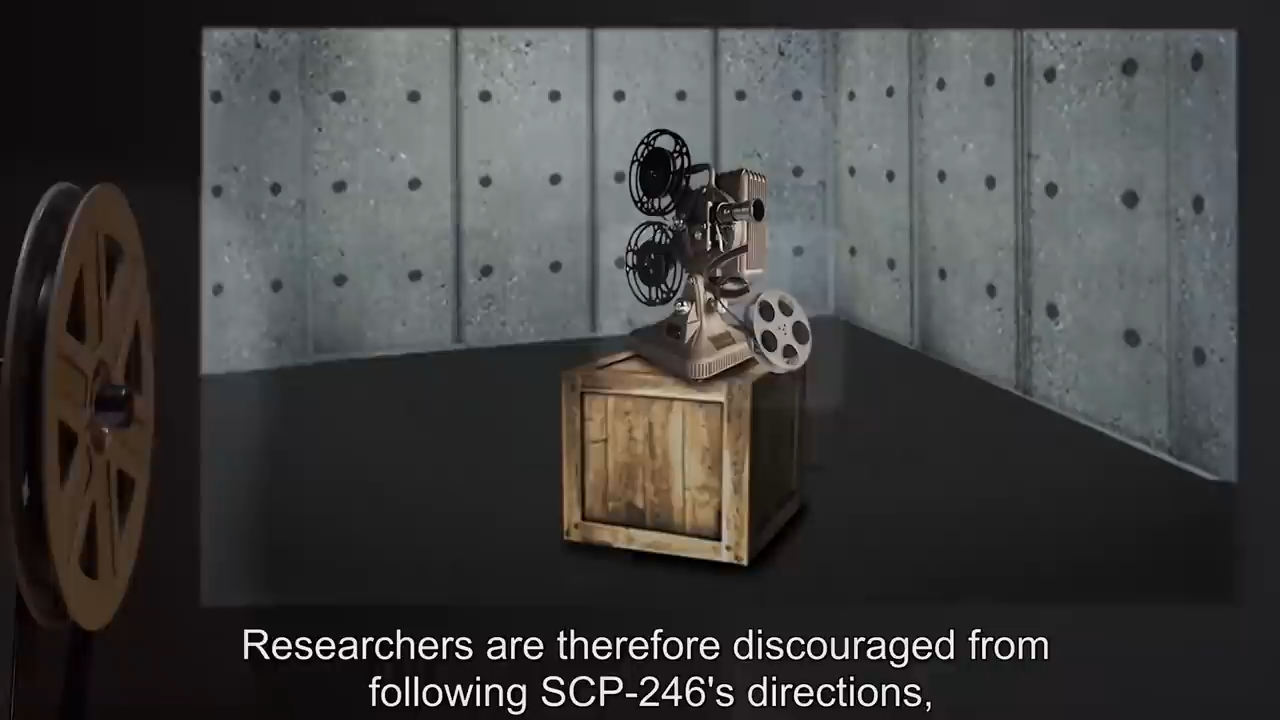 Researchers are therefore discouraged from
following SCP-246's directions,